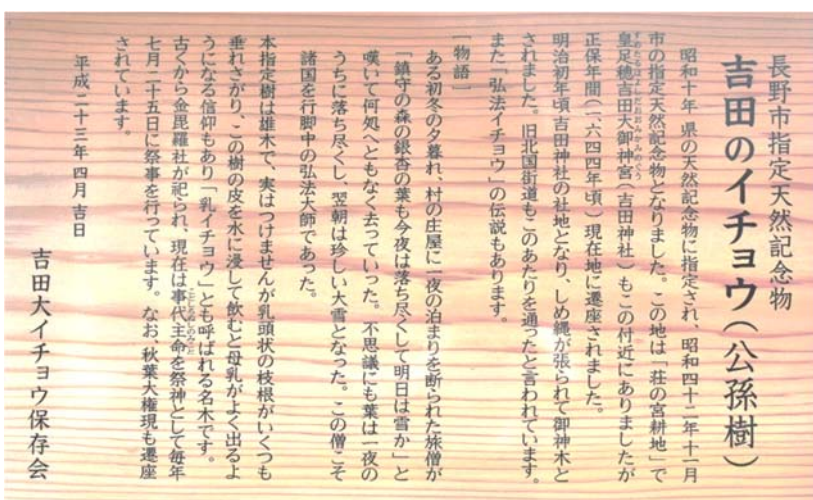 長野市指定天然記念物
吉田のイチョウ(公孫樹)
昭和十年、県の天然記念物に指定され、昭和四十二年十一月
市の指定天然記念物となりました。この地は「荘の宮耕地」で
皇足穂吉田大御神宮(吉田神社)もこの付近にありましたが
正保年間(一、六四四年頃)現在地に遷座されました。
明治初年頃吉田神社の社地となり、しめ縄が張られて御神木と
されました。旧北国街道もこのあたりを通ったと言われています。
また「弘法イチョウ」の伝説もあります。
「物語」
ある初冬の夕暮れ、村の庄屋に一夜の泊まりを断られた旅僧が
「鎮守の森の銀杏の葉も今夜は落ち尽くして明日は雪か」と
嘆いて何処へともなく去っていった。不思議にも葉は一夜の
うちに落ち尽くし、翌朝は珍しい大雪となった。この僧こそ
諸国を行脚中の弘法大師であった。
本指定樹は雄木で、実はつけませんが乳頭状の枝根がいくつも
垂れさがり、この樹の皮を水に浸して飲むと母乳がよく出るよ
うになる信仰もあり「乳イチョウ」とも呼ばれる名木です。
古くから金毘羅社が祀られ、現在は事代主命を祭神として毎年
七月二十五日に祭事を行っています。なお、秋葉大権現も遷座
されています。
平成二十三年四月吉日
吉田大イチョウ保存会